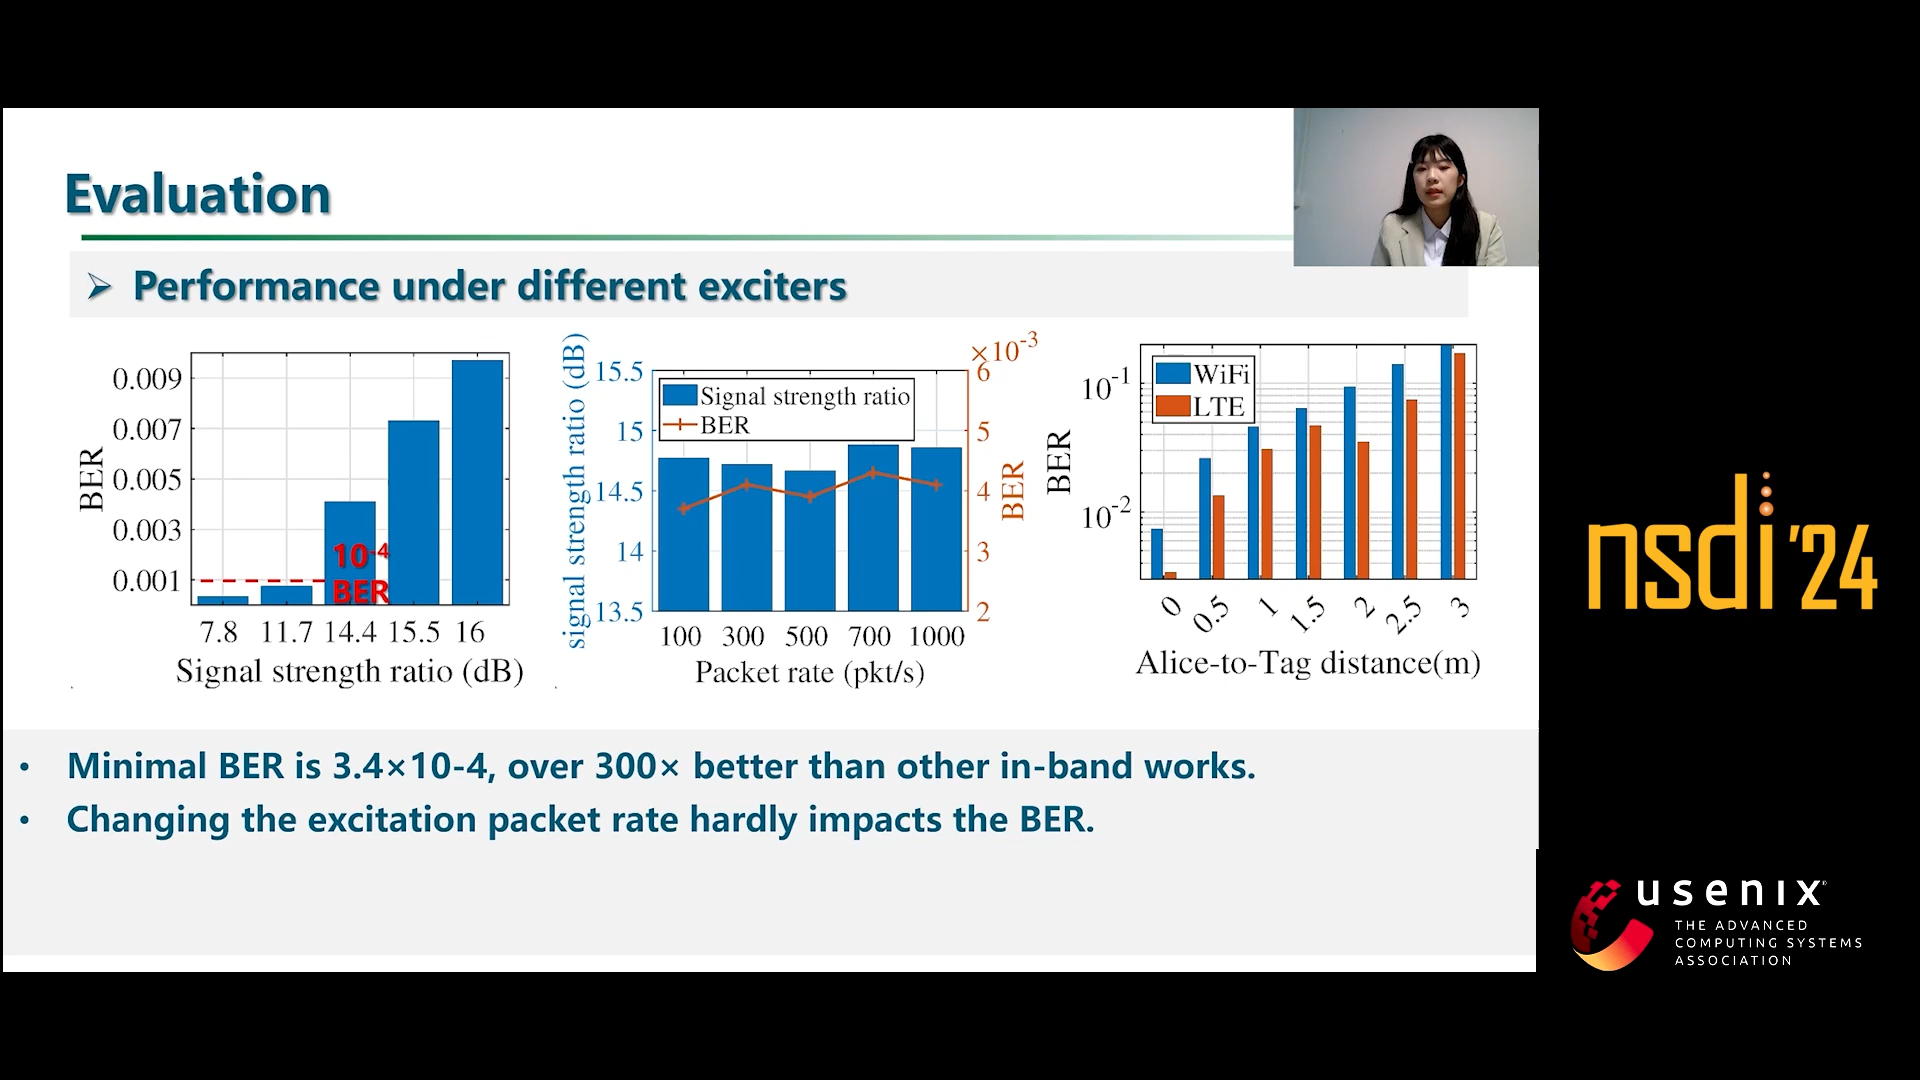 Evaluation
➢ Performance under different exciters
BER
0.009
0.007
0.005
0.003
0.001
10-4
BER
7.8 11.7 14.4 15.5 16
Signal strength ratio (dB)
signal strength ratio (dB)
15.5
15
14.5
14
13.5
Signal strength ratio
BER
×10-3
6
5
4
3
2
BER
100 300 500 700 1000
Packet rate (pkt/s)
BER
10-1
10-2
WiFi
LTE
0 0.5 1 1.5 2 2.5 3
Alice-to-Tag distance(m)
• Minimal BER is 3.4×10-4, over 300× better than other in-band works.
• Changing the excitation packet rate hardly impacts the BER.
nsdi '24
usenix
THE ADVANCED
COMPUTING SYSTEMS
ASSOCIATION